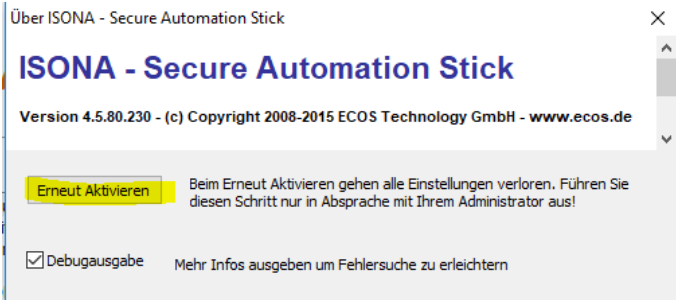 Über ISONA - Secure Automation Stick
ISONA - Secure Automation Stick
Version 4.5.80.230 - (c) Copyright 2008-2015 ECOS Technology GmbH - www.ecos.de
Erneut Aktivieren
Beim Erneut Aktivieren gehen alle Einstellungen verloren. Führen Sie
diesen Schritt nur in Absprache mit Ihrem Administrator aus!
Debugausgabe
Mehr Infos ausgeben um Fehlersuche zu erleichtern